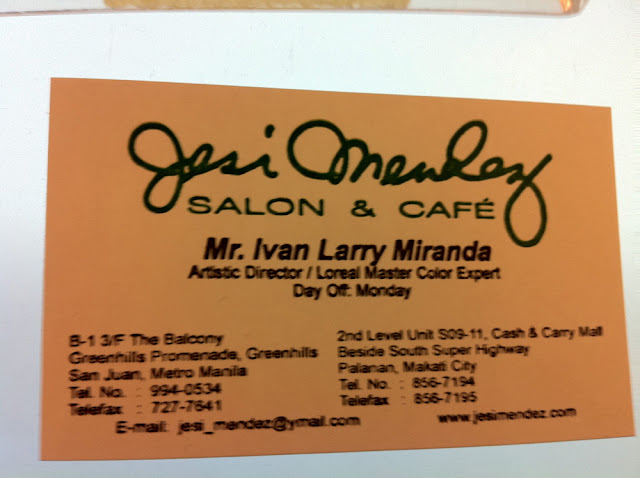 Jesi Mendez
SALON & CAFÉ
Mr. Ivan Larry Miranda
Artistic Director / Loreal Master Color Expert
Day Off: Monday
B-1 3/F The Balcony
Greenhills Promenade, Greenhills
San Juan, Metro Manila
Tel. No. : 994-0534
Telefax : 727-7641
E-mail: jesi_mendez@ymail.com
2nd Level Unit S09-11, Cash & Carry Mall
Beside South Super Highway
Palanan, Makati City
Tel. No. : 856-7194
Telefax : 856-7195
www.jesimendez.com